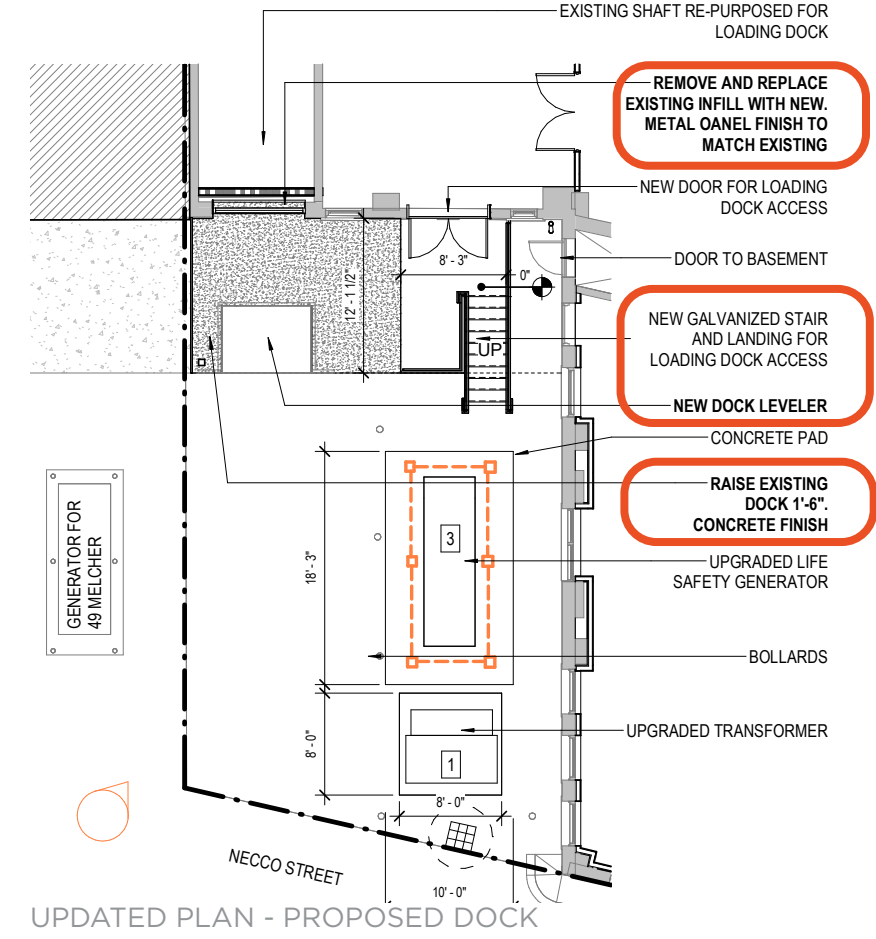 EXISTING SHAFT RE-PURPOSED FOR
LOADING DOCK
REMOVE AND REPLACE
EXISTING INFILL WITH NEW.
METAL OANEL FINISH TO
MATCH EXISTING
NEW DOOR FOR LOADING
DOCK ACCESS
DOOR TO BASEMENT
8' - 3"
0"
12' - 1 1/2"
UP
NEW GALVANIZED STAIR
AND LANDING FOR
LOADING DOCK ACCESS
NEW DOCK LEVELER
CONCRETE PAD
RAISE EXISTING
DOCK 1'-6".
CONCRETE FINISH
GENERATOR FOR
49 MELCHER
18' - 3"
3
UPGRADED LIFE
SAFETY GENERATOR
BOLLARDS
UPGRADED TRANSFORMER
8' - 0"
1
8' - 0"
NECCO STREET
10' - 0"
UPDATED PLAN - PROPOSED DOCK